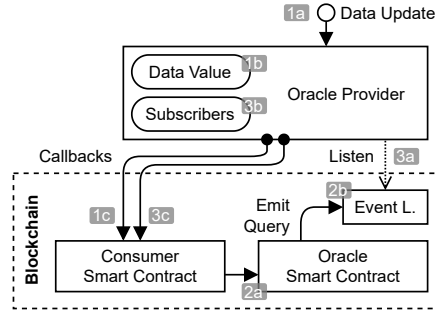 1a
Data Update
Data Value
1b
Subscribers
3b
Oracle Provider
Callbacks
Listen
3a
Blockchain
1c
3c
Emit
Query
2b
Event L.
Consumer
Smart Contract
2a
Oracle
Smart Contract